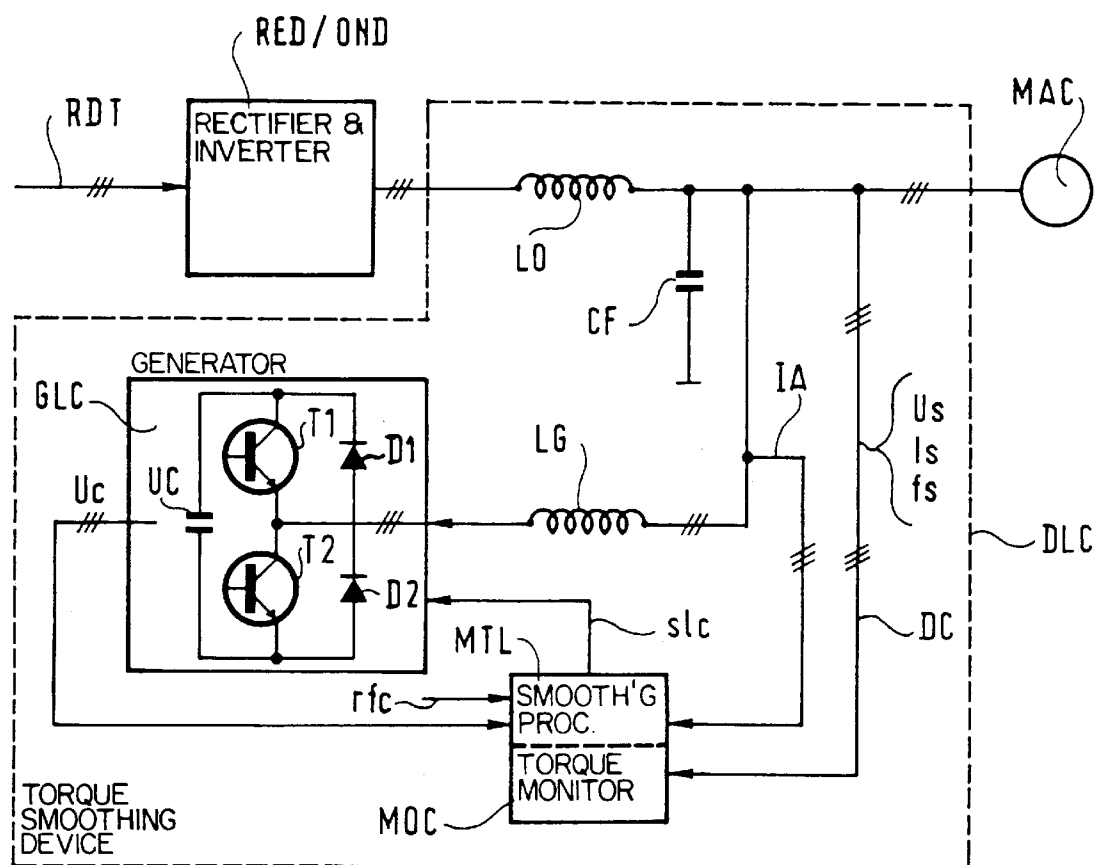 RED/OND
RDT
RECTIFIER &
INVERTER
MAC
LO
CF
GENERATOR
GLC
T1
D1
UC
Uc
T2
D2
LG
IA
Us
Is
fs
DLC
DC
slc
MTL
rfc
SMOOTH'G
PROC.
TORQUE
MONITOR
MOC
TORQUE
SMOOTHING
DEVICE